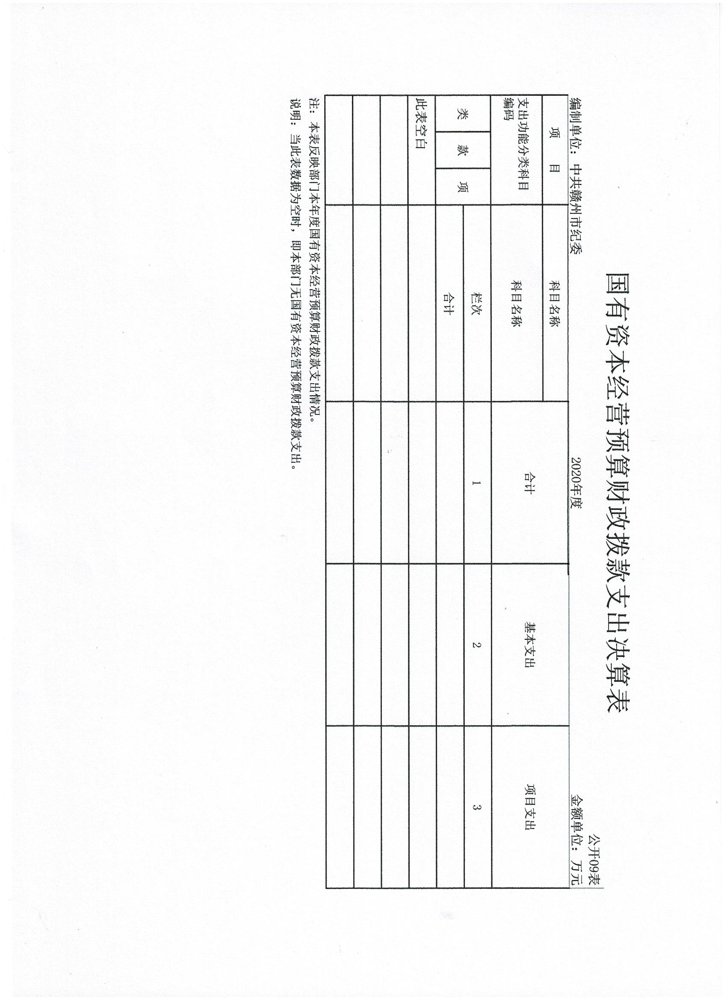 国有资本经营预算财政拨款支出决算表
公开09表
编制单位：中共赣州市纪委 2020年度 金额单位：万元
项 目 科目名称 合计 基本支出 项目支出
支出功能分类科目
编码
科目名称
类 款 项 栏次 1 2 3
合计
此表空白
注：本表反映部门本年度国有资本经营预算财政拨款支出情况。
说明：当此表数据为空时，即本部门无国有资本经营预算财政拨款支出。